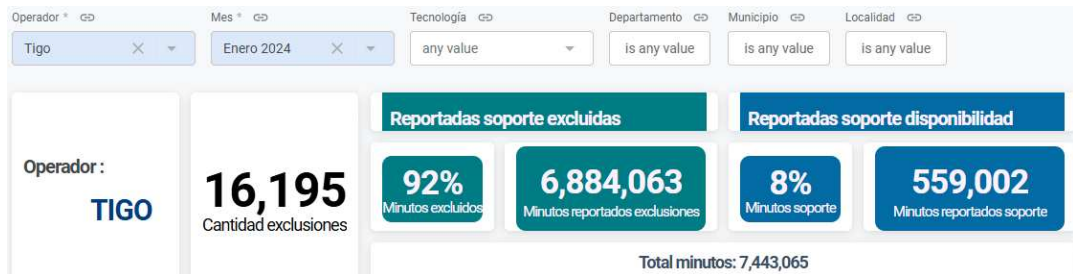 Operador * Mes * Tecnología Departamento Municipio Localidad
Tigo Enero 2024 any value is any value is any value is any value
Reportadas soporte excluidas Reportadas soporte disponibilidad
Operador :
TIGO
16,195
Cantidad exclusiones
92%
Minutos excluidos
6,884,063
Minutos reportados exclusiones
8%
Minutos soporte
559,002
Minutos reportados soporte
Total minutos: 7,443,065